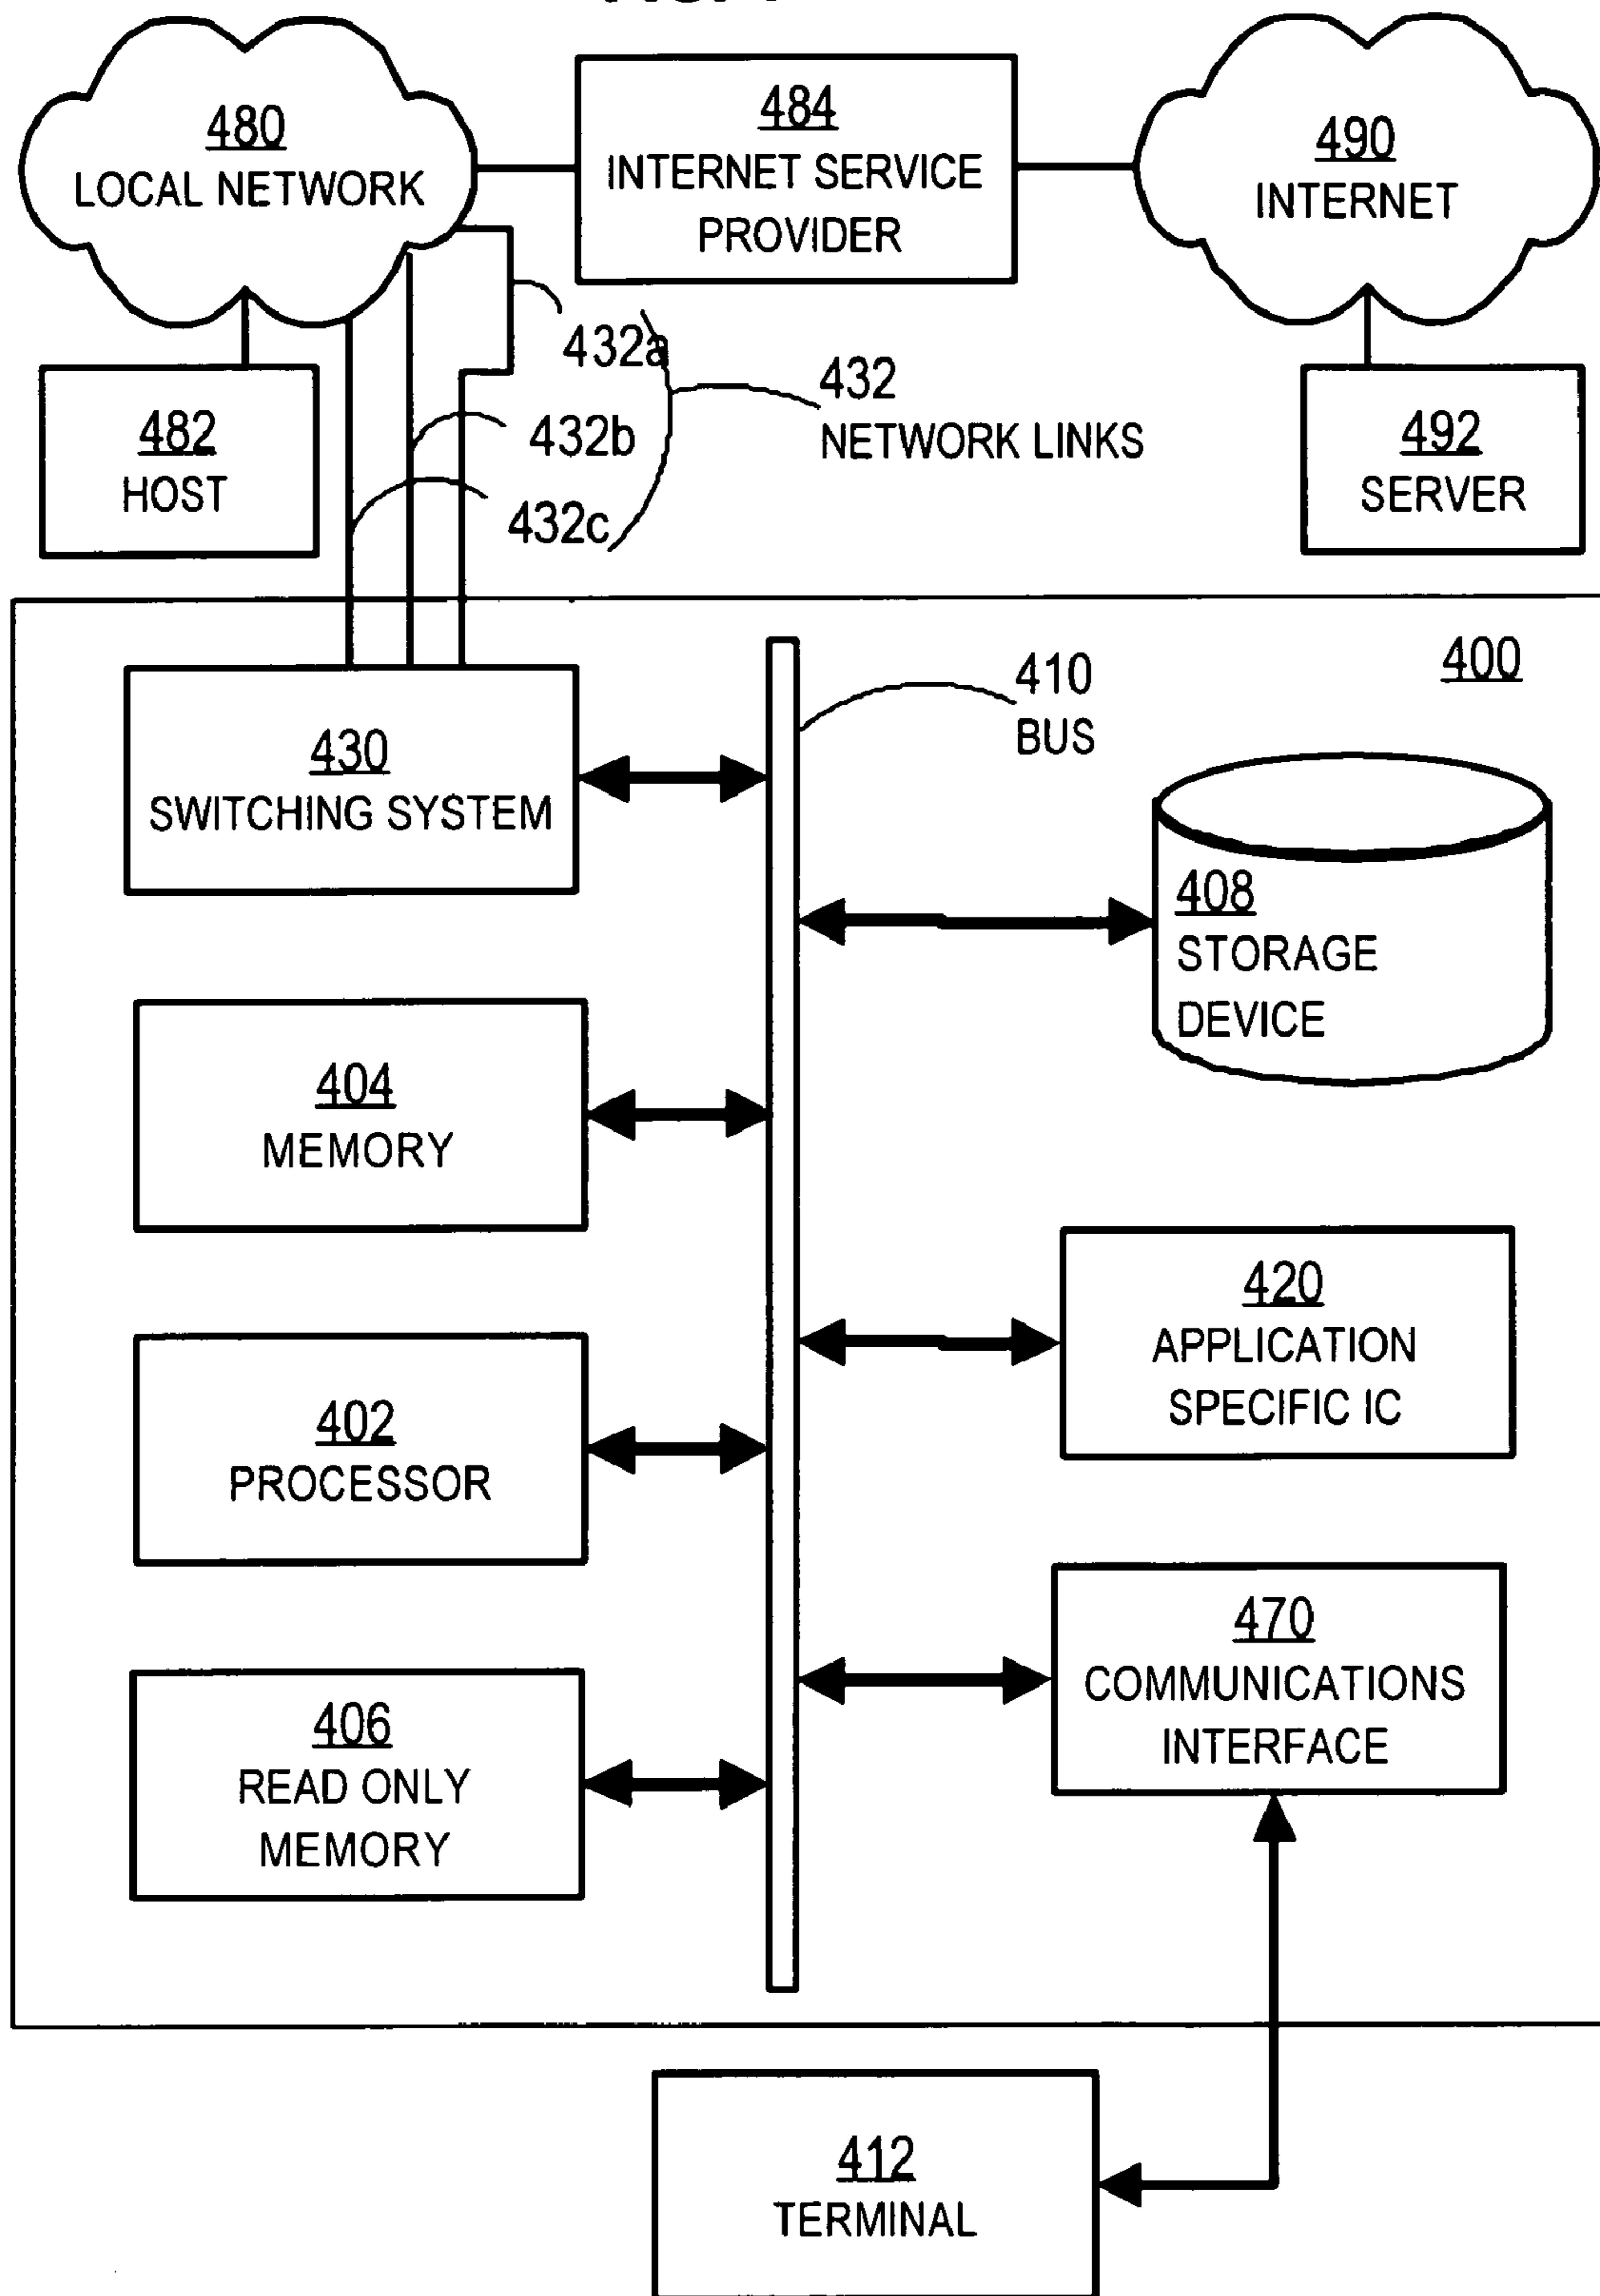 480
LOCAL NETWORK
484
INTERNET SERVICE
PROVIDER
490
INTERNET
432a
432b
432c
432
NETWORK LINKS
482
HOST
492
SERVER
400
410
BUS
430
SWITCHING SYSTEM
408
STORAGE
DEVICE
404
MEMORY
420
APPLICATION
SPECIFIC IC
402
PROCESSOR
470
COMMUNICATIONS
INTERFACE
406
READ ONLY
MEMORY
412
TERMINAL